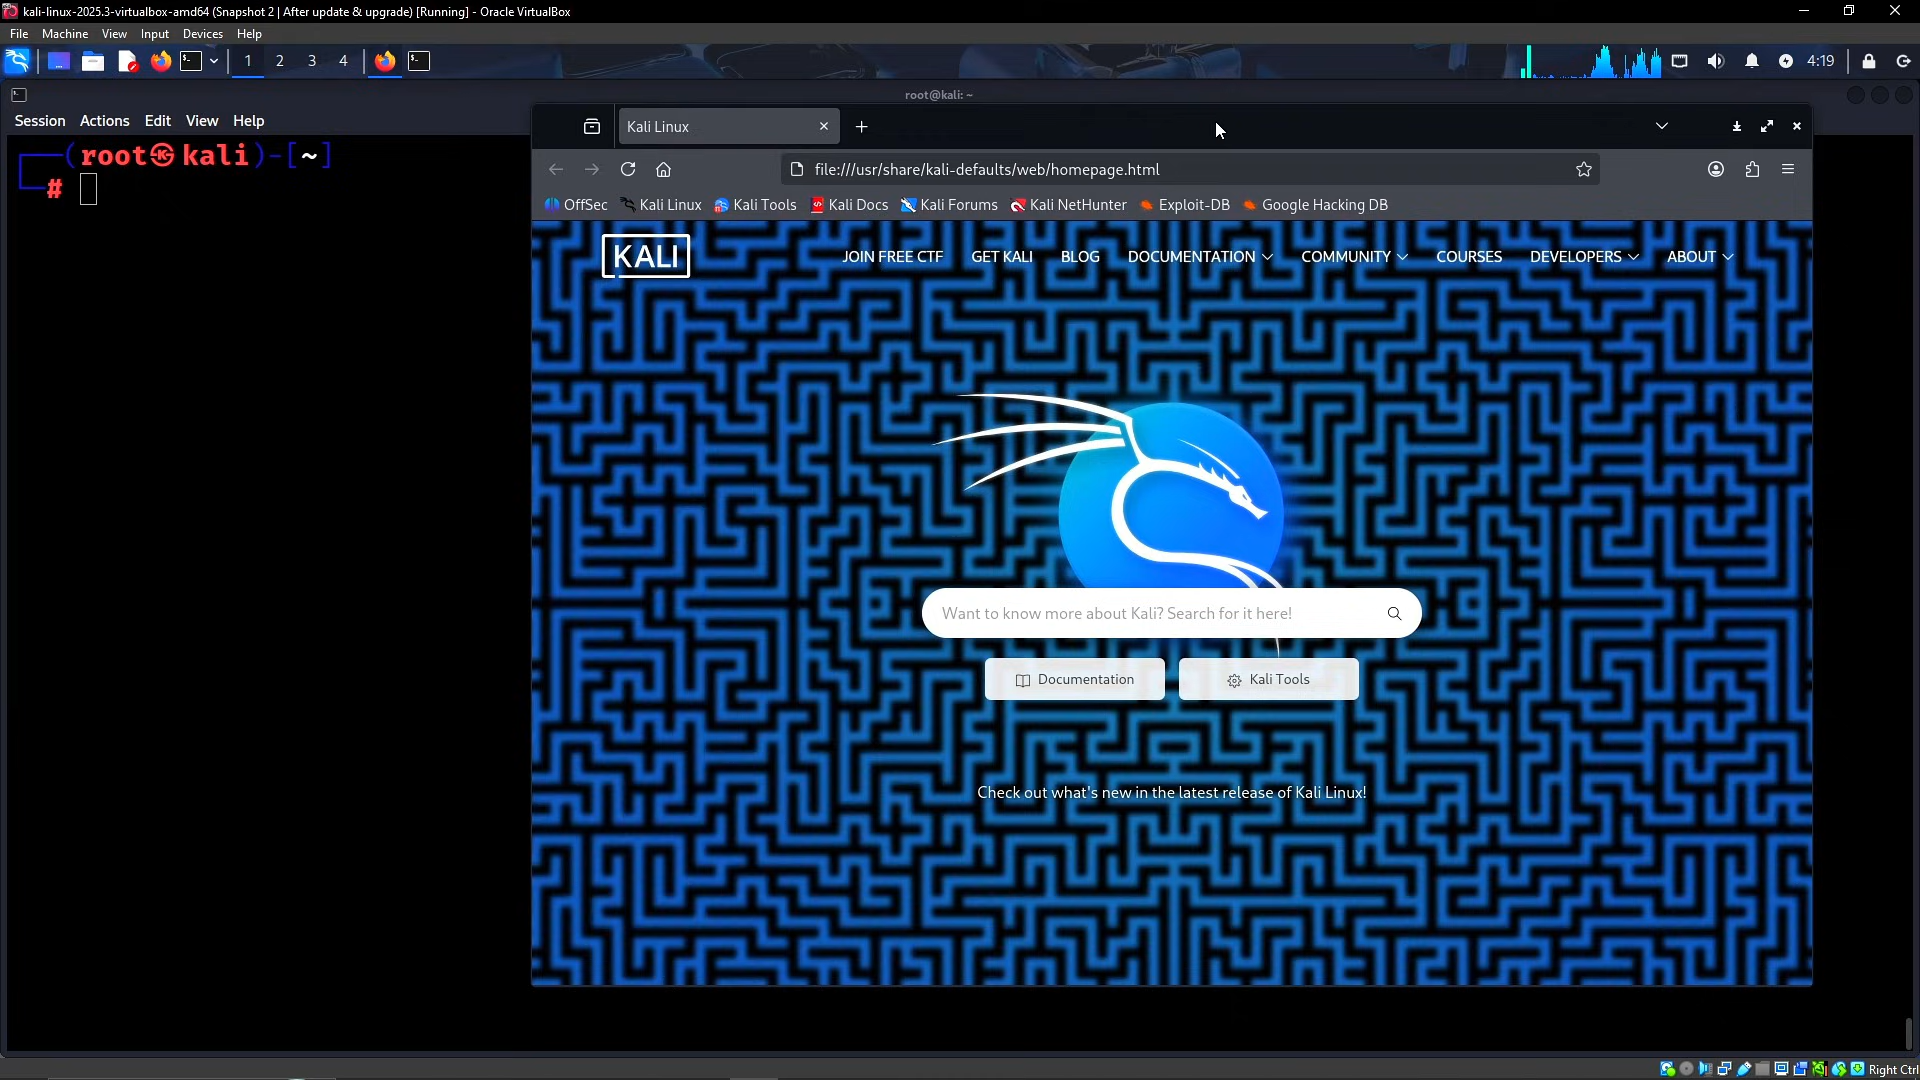 kali-linux-2025.3-virtualbox-amd64 (Snapshot 2 | After update & upgrade) [Running] - Oracle VirtualBox
File Machine View Input Devices Help
1 2 3 4 4:19
root@kali: ~
Session Actions Edit View Help
(root㉿kali)-[~]
#
Kali Linux
file:///usr/share/kali-defaults/web/homepage.html
OffSec Kali Linux Kali Tools Kali Docs Kali Forums Kali NetHunter Exploit-DB Google Hacking DB
KALI JOIN FREE CTF GET KALI BLOG DOCUMENTATION COMMUNITY COURSES DEVELOPERS ABOUT
Want to know more about Kali? Search for it here!
Documentation Kali Tools
Check out what's new in the latest release of Kali Linux!
Right Ctrl